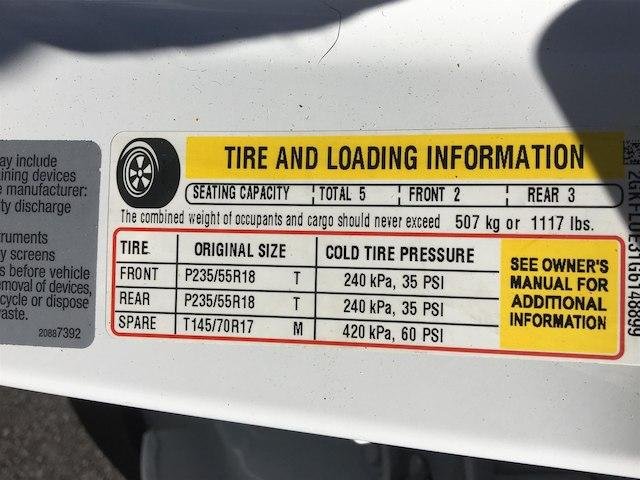 ay include
ining devices
e manufacturer:
ty discharge
truments
y screens
s before vehicle
emoval of devices,
cycle or dispose
vaste.
20887392
TIRE AND LOADING INFORMATION
SEATING CAPACITY TOTAL 5 FRONT 2 REAR 3
The combined weight of occupants and cargo should never exceed 507 kg or 1117 lbs.
TIRE ORIGINAL SIZE COLD TIRE PRESSURE
FRONT P235/55R18 T 240 kPa, 35 PSI
REAR P235/55R18 T 240 kPa, 35 PSI
SPARE T145/70R17 M 420 kPa, 60 PSI
SEE OWNER'S
MANUAL FOR
ADDITIONAL
INFORMATION